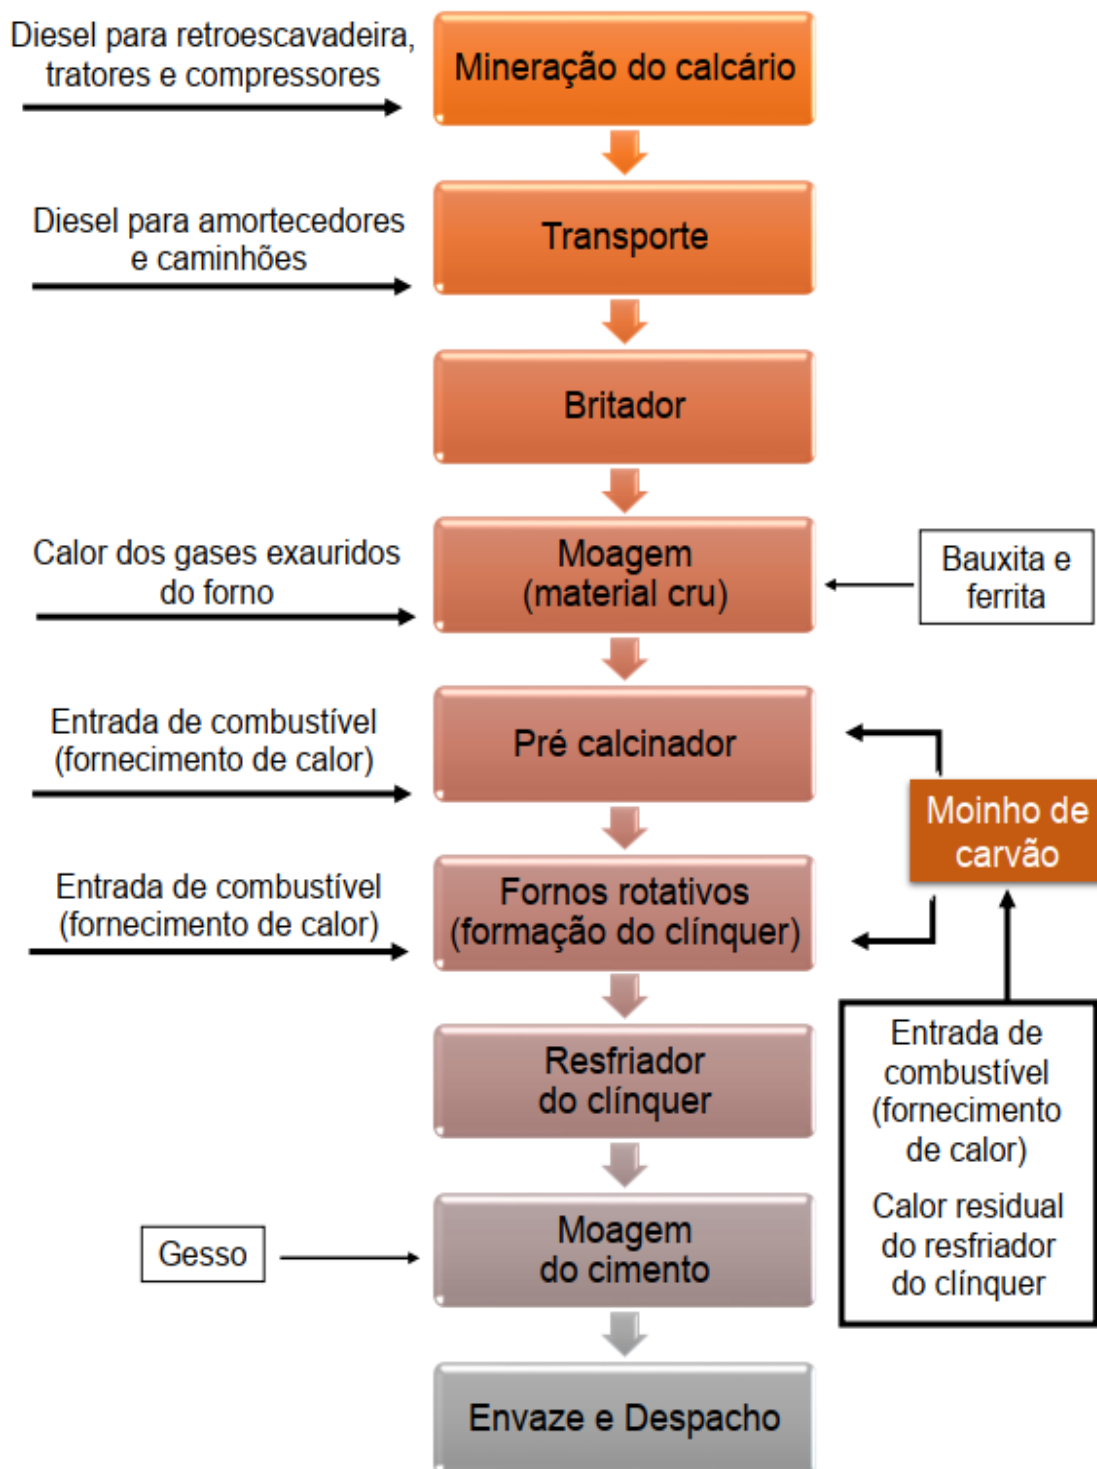 Diesel para retroescavadeira,
tratores e compressores
Mineração do calcário
Diesel para amortecedores
e caminhões
Transporte
Britador
Calor dos gases exauridos
do forno
Moagem
(material cru)
Bauxita e
ferrita
Entrada de combustível
(fornecimento de calor)
Pré calcinador
Moinho de
carvão
Entrada de combustível
(fornecimento de calor)
Fornos rotativos
(formação do clínquer)
Resfriador
do clínquer
Entrada de
combustível
(fornecimento
de calor)
Calor residual
do resfriador
do clínquer
Gesso
Moagem
do cimento
Envaze e Despacho